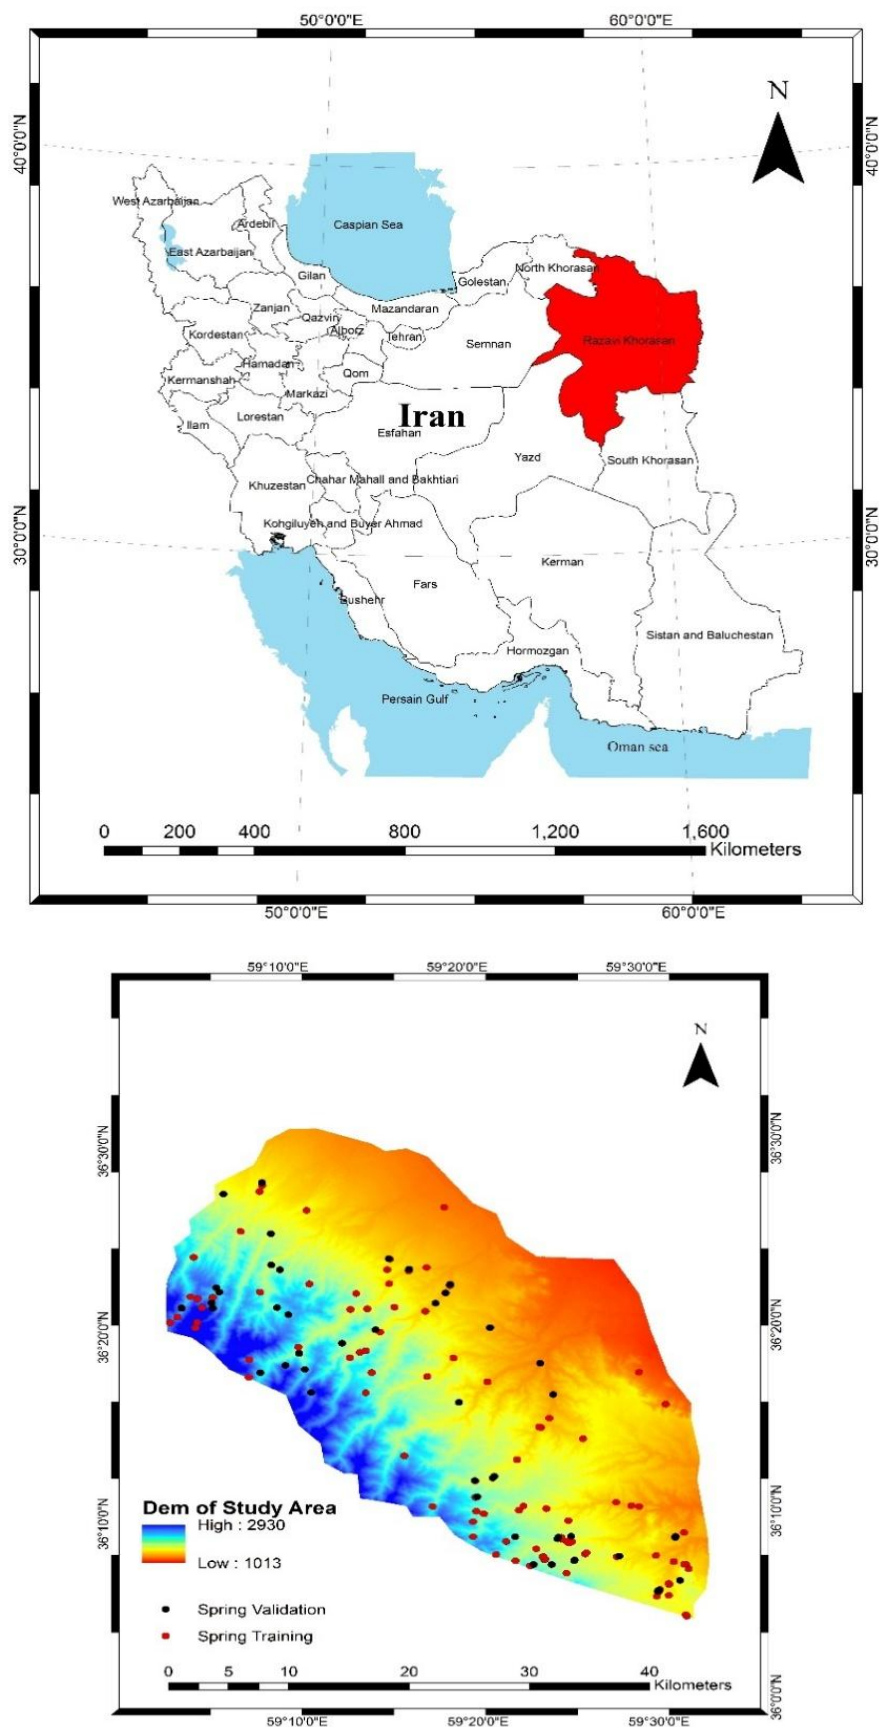 50°0'0"E 60°0'0"E
N
40°0'0"N 40°0'0"N
West Azarbaijan
Ardebil
Caspian Sea
East Azarbaijan
Gilan
North Khorasan
Golestan
Zanjan
Mazandaran
Qazvin
Alborz
Tehran
Kordestan
Semnan
Razavi Khorasan
Hamadan
Qom
Kermanshah
Markazi
Iran
Lorestan
Ilam
Esfahan
Yazd
South Khorasan
Khuzestan
Chahar Mahall and Bakhtiari
Kohgiluyeh and Buyer Ahmad
30°0'0"N 30°0'0"N
Kerman
Fars
Bushehr
Sistan and Baluchestan
Hormozgan
Persain Gulf
Oman sea
0 200 400 800 1,200 1,600
Kilometers
50°0'0"E 60°0'0"E
59°10'0"E 59°20'0"E 59°30'0"E
N
36°30'0"N 36°30'0"N
36°20'0"N 36°20'0"N
36°10'0"N 36°10'0"N
Dem of Study Area
High : 2930
Low : 1013
Spring Validation
Spring Training
0 5 10 20 30 40
Kilometers
36°0'0"N
59°10'0"E 59°20'0"E 59°30'0"E